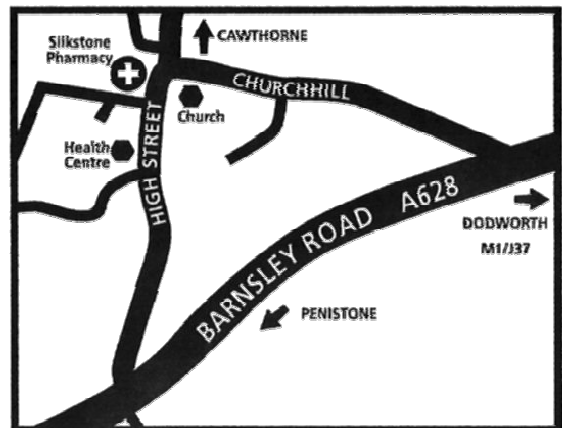 CAWTHORNE
Silkstone
Pharmacy
CHURCHHILL
Church
Health
Centre
HIGH STREET
BARNSLEY ROAD A628
DODWORTH
M1/J37
PENISTONE